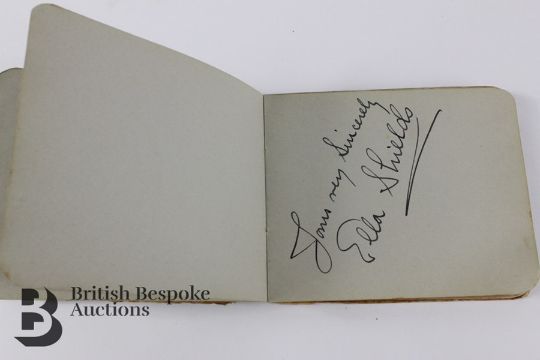 Yours very Sincerely
Ella Shields
British Bespoke
Auctions